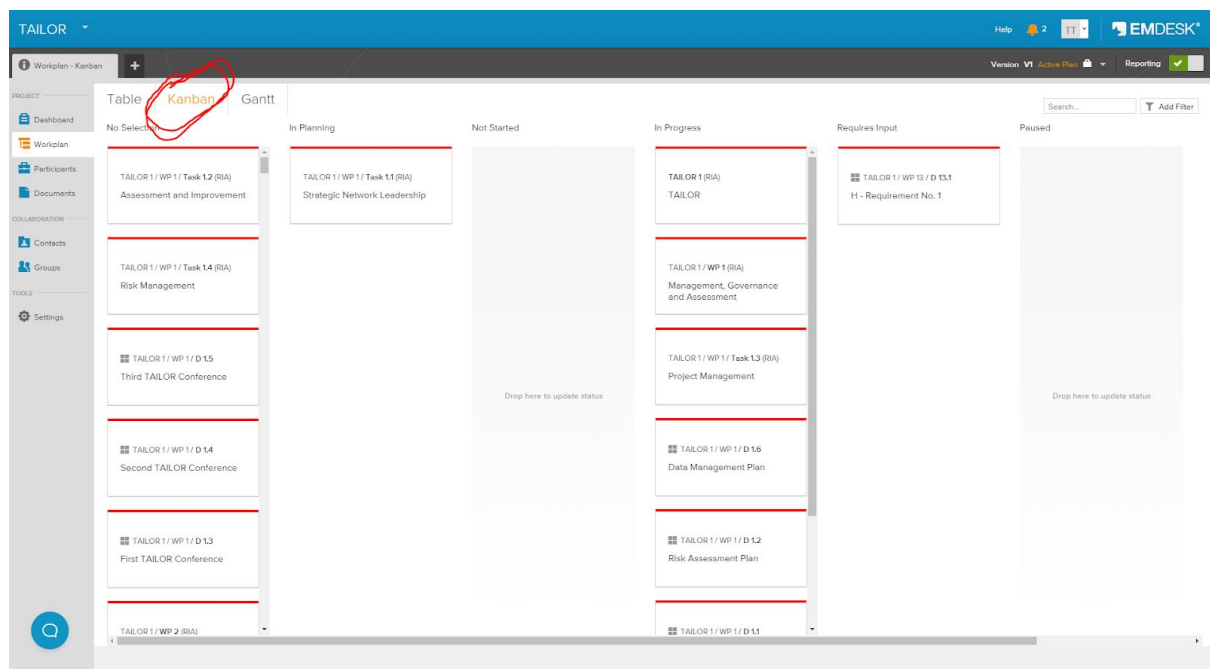 TAILOR
Help 2 TT EMDESK
Workplan - Kanban +
Version V1 Active Plan Reporting
PROJECT
Dashboard
Workplan
Participants
Documents
COLLABORATION
Contacts
Groups
TOOLS
Settings
Table Kanban Gantt
Search... Add Filter
No Selection
TAILOR 1 / WP 1 / Task 1.2 (RIA)
Assessment and Improvement
TAILOR 1 / WP 1 / Task 1.4 (RIA)
Risk Management
TAILOR 1 / WP 1 / D 1.5
Third TAILOR Conference
TAILOR 1 / WP 1 / D 1.4
Second TAILOR Conference
TAILOR 1 / WP 1 / D 1.3
First TAILOR Conference
TAILOR 1 / WP 2 (RIA)
In Planning
TAILOR 1 / WP 1 / Task 1.1 (RIA)
Strategic Network Leadership
Not Started
Drop here to update status
In Progress
TAILOR 1 (RIA)
TAILOR
TAILOR 1 / WP 1 (RIA)
Management, Governance
and Assessment
TAILOR 1 / WP 1 / Task 1.3 (RIA)
Project Management
TAILOR 1 / WP 1 / D 1.6
Data Management Plan
TAILOR 1 / WP 1 / D 1.2
Risk Assessment Plan
TAILOR 1 / WP 1 / D 1.1
Requires Input
TAILOR 1 / WP 13 / D 13.1
H - Requirement No. 1
Paused
Drop here to update status